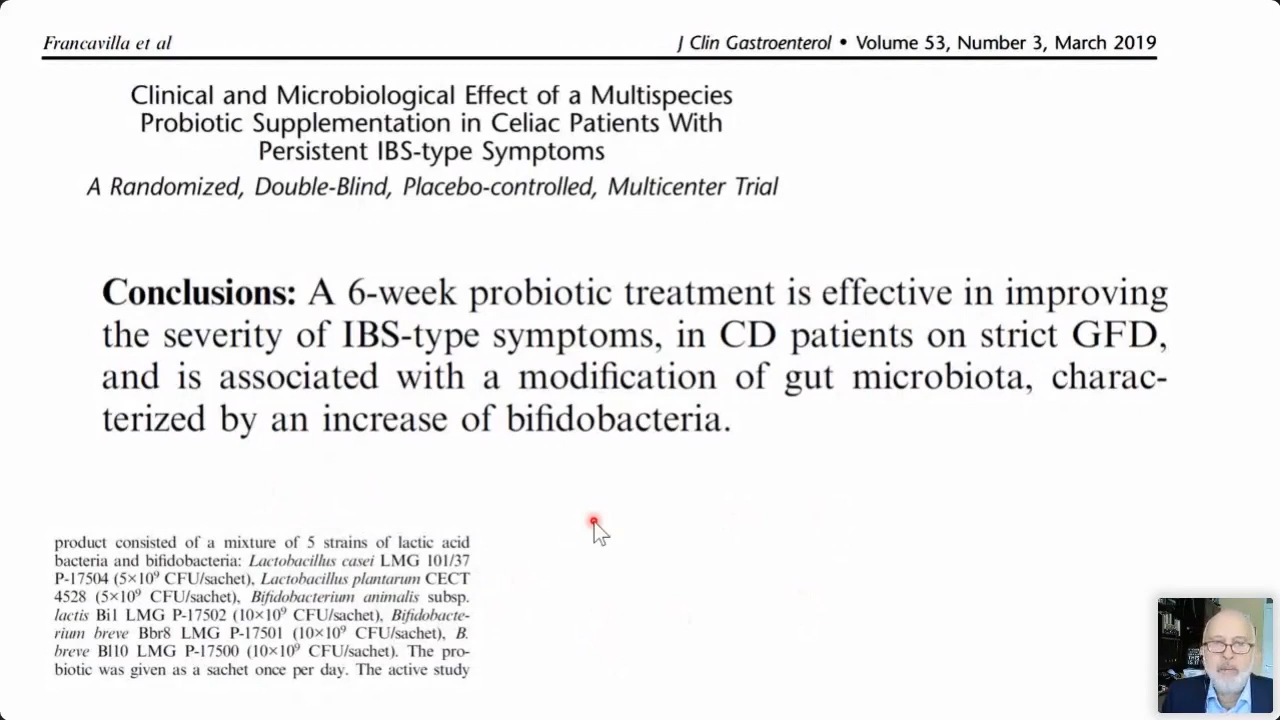 Francavilla et al
J Clin Gastroenterol • Volume 53, Number 3, March 2019
Clinical and Microbiological Effect of a Multispecies
Probiotic Supplementation in Celiac Patients With
Persistent IBS-type Symptoms
A Randomized, Double-Blind, Placebo-controlled, Multicenter Trial
Conclusions: A 6-week probiotic treatment is effective in improving
the severity of IBS-type symptoms, in CD patients on strict GFD,
and is associated with a modification of gut microbiota, charac-
terized by an increase of bifidobacteria.
product consisted of a mixture of 5 strains of lactic acid
bacteria and bifidobacteria: Lactobacillus casei LMG 101/37
P-17504 (5×10⁹ CFU/sachet), Lactobacillus plantarum CECT
4528 (5×10⁹ CFU/sachet), Bifidobacterium animalis subsp.
lactis Bi1 LMG P-17502 (10×10⁹ CFU/sachet), Bifidobacte-
rium breve Bbr8 LMG P-17501 (10×10⁹ CFU/sachet), B.
breve Bl10 LMG P-17500 (10×10⁹ CFU/sachet). The pro-
biotic was given as a sachet once per day. The active study